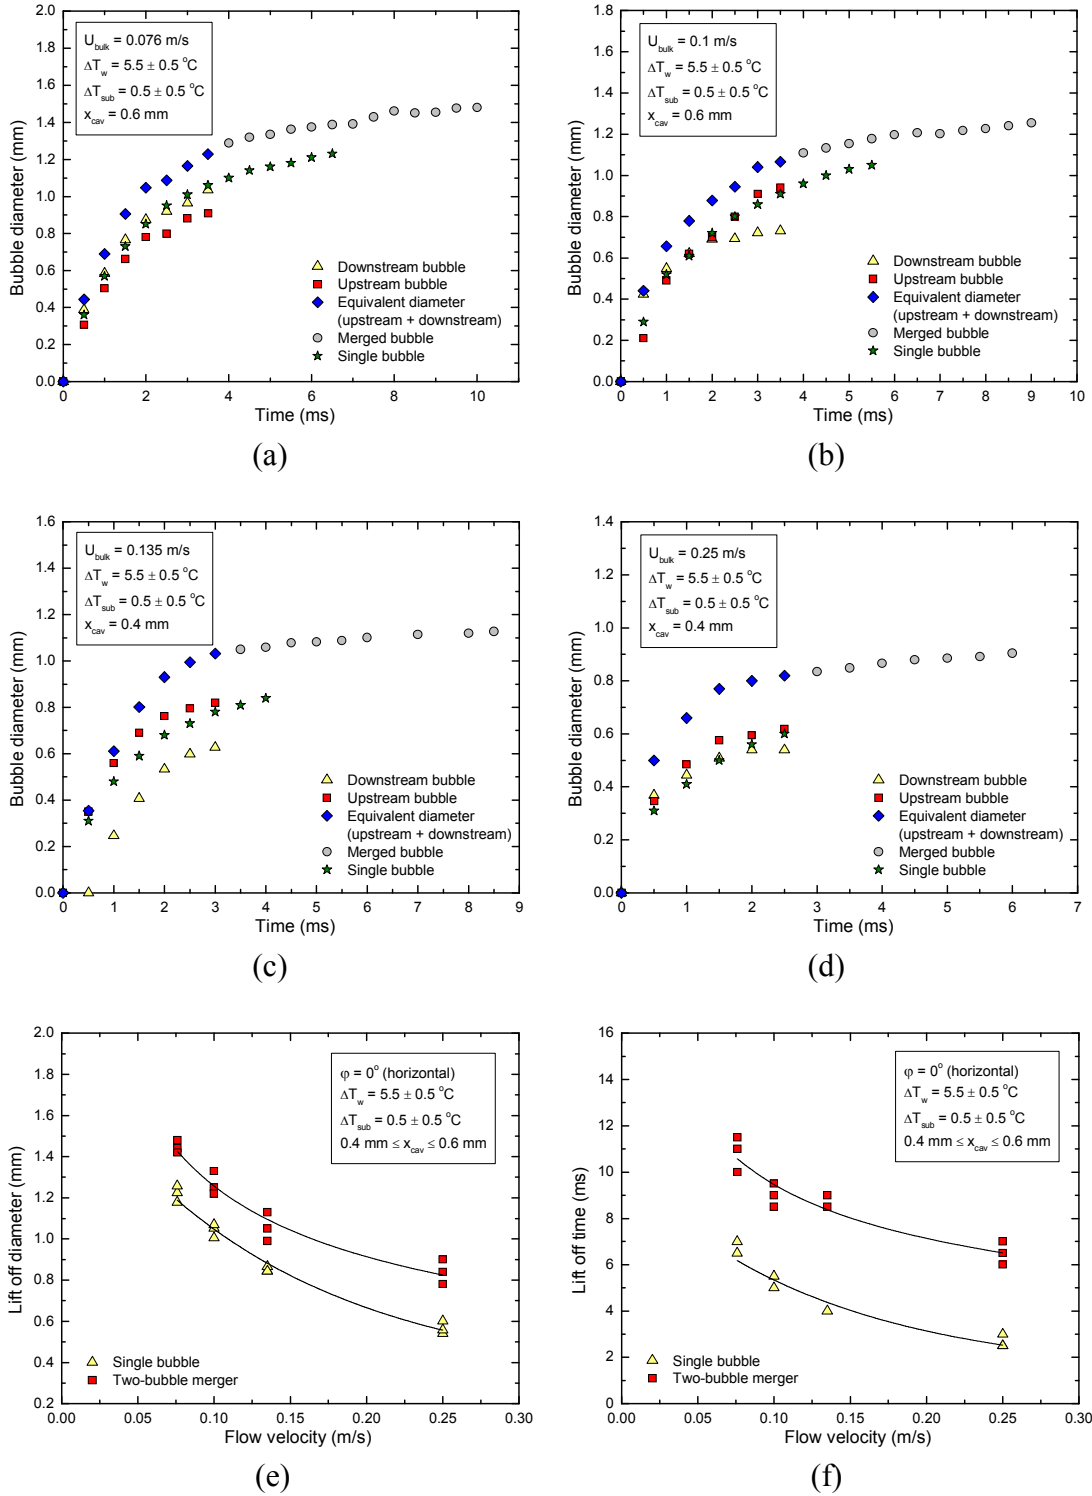 U_bulk = 0.076 m/s
ΔT_w = 5.5 ± 0.5 °C
ΔT_sub = 0.5 ± 0.5 °C
x_cav = 0.6 mm
Bubble diameter (mm)
1.8
1.6
1.4
1.2
1.0
0.8
0.6
0.4
0.2
0.0
Downstream bubble
Upstream bubble
Equivalent diameter
(upstream + downstream)
Merged bubble
Single bubble
0 2 4 6 8 10
Time (ms)
(a)
U_bulk = 0.1 m/s
ΔT_w = 5.5 ± 0.5 °C
ΔT_sub = 0.5 ± 0.5 °C
x_cav = 0.6 mm
Bubble diameter (mm)
1.8
1.6
1.4
1.2
1.0
0.8
0.6
0.4
0.2
0.0
Downstream bubble
Upstream bubble
Equivalent diameter
(upstream + downstream)
Merged bubble
Single bubble
0 1 2 3 4 5 6 7 8 9 10
Time (ms)
(b)
U_bulk = 0.135 m/s
ΔT_w = 5.5 ± 0.5 °C
ΔT_sub = 0.5 ± 0.5 °C
x_cav = 0.4 mm
Bubble diameter (mm)
1.6
1.4
1.2
1.0
0.8
0.6
0.4
0.2
0.0
Downstream bubble
Upstream bubble
Equivalent diameter
(upstream + downstream)
Merged bubble
Single bubble
0 1 2 3 4 5 6 7 8 9
Time (ms)
(c)
U_bulk = 0.25 m/s
ΔT_w = 5.5 ± 0.5 °C
ΔT_sub = 0.5 ± 0.5 °C
x_cav = 0.4 mm
Bubble diameter (mm)
1.4
1.2
1.0
0.8
0.6
0.4
0.2
0.0
Downstream bubble
Upstream bubble
Equivalent diameter
(upstream + downstream)
Merged bubble
Single bubble
0 1 2 3 4 5 6 7
Time (ms)
(d)
φ = 0° (horizontal)
ΔT_w = 5.5 ± 0.5 °C
ΔT_sub = 0.5 ± 0.5 °C
0.4 mm ≤ x_cav ≤ 0.6 mm
Lift off diameter (mm)
2.0
1.8
1.6
1.4
1.2
1.0
0.8
0.6
0.4
0.2
Single bubble
Two-bubble merger
0.00 0.05 0.10 0.15 0.20 0.25 0.30
Flow velocity (m/s)
(e)
φ = 0° (horizontal)
ΔT_w = 5.5 ± 0.5 °C
ΔT_sub = 0.5 ± 0.5 °C
0.4 mm ≤ x_cav ≤ 0.6 mm
Lift off time (ms)
16
14
12
10
8
6
4
2
0
Single bubble
Two-bubble merger
0.00 0.05 0.10 0.15 0.20 0.25 0.30
Flow velocity (m/s)
(f)